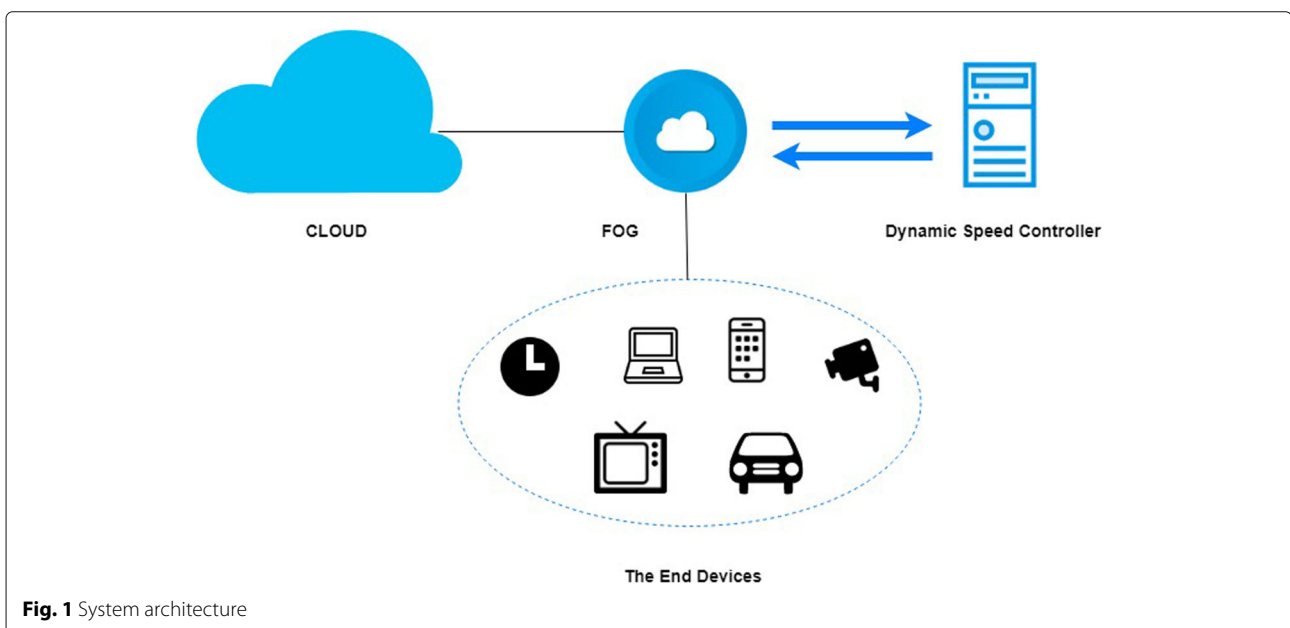 CLOUD
FOG
Dynamic Speed Controller
The End Devices
Fig. 1 System architecture